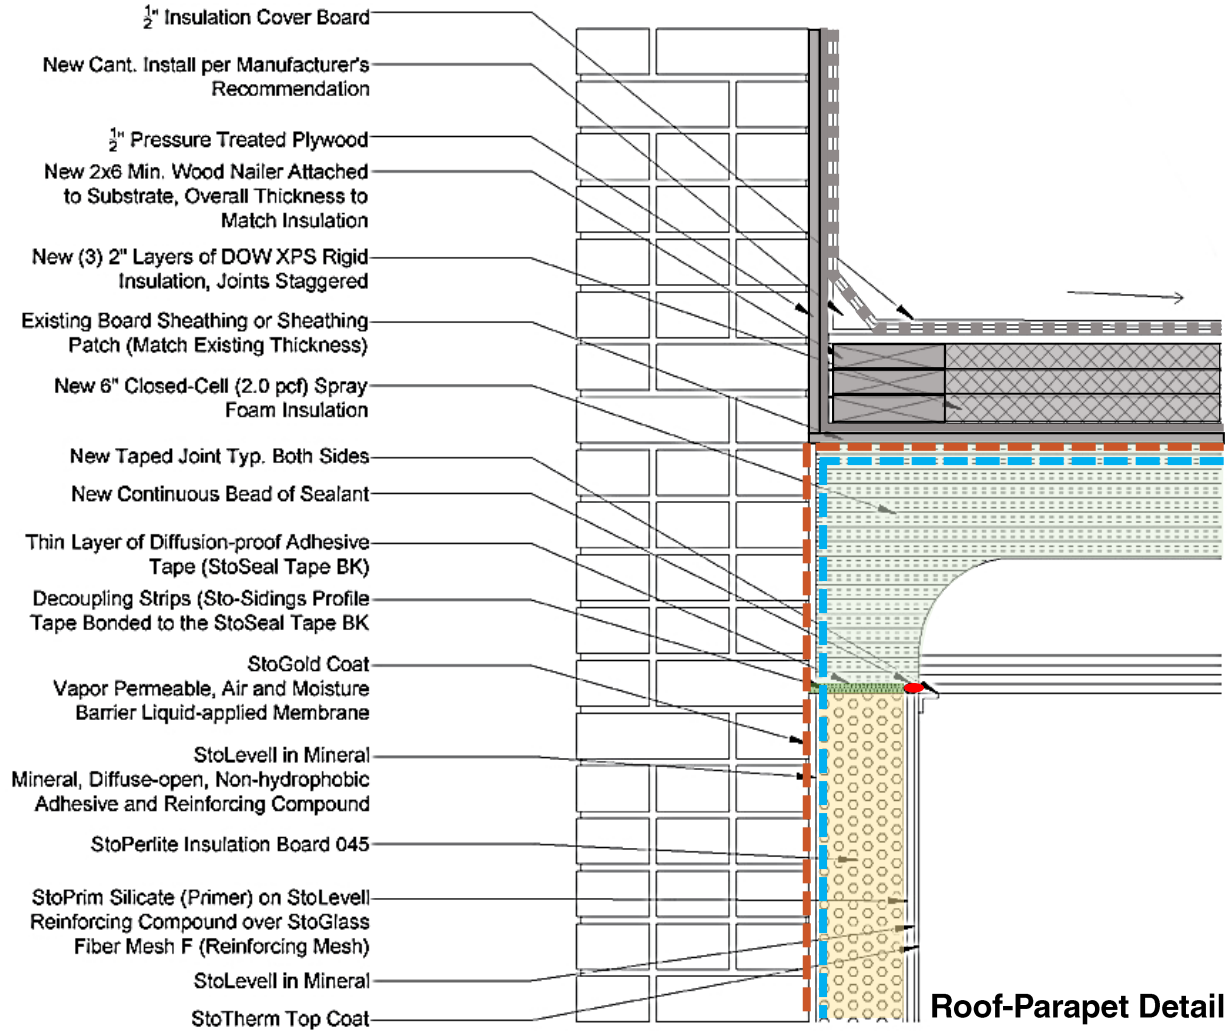 ½" Insulation Cover Board
New Cant. Install per Manufacturer's
Recommendation
½" Pressure Treated Plywood
New 2x6 Min. Wood Nailer Attached
to Substrate, Overall Thickness to
Match Insulation
New (3) 2" Layers of DOW XPS Rigid
Insulation, Joints Staggered
Existing Board Sheathing or Sheathing
Patch (Match Existing Thickness)
New 6" Closed-Cell (2.0 pcf) Spray
Foam Insulation
New Taped Joint Typ. Both Sides
New Continuous Bead of Sealant
Thin Layer of Diffusion-proof Adhesive
Tape (StoSeal Tape BK)
Decoupling Strips (Sto-Sidings Profile
Tape Bonded to the StoSeal Tape BK
StoGold Coat
Vapor Permeable, Air and Moisture
Barrier Liquid-applied Membrane
StoLevell in Mineral
Mineral, Diffuse-open, Non-hydrophobic
Adhesive and Reinforcing Compound
StoPerlite Insulation Board 045
StoPrim Silicate (Primer) on StoLevell
Reinforcing Compound over StoGlass
Fiber Mesh F (Reinforcing Mesh)
StoLevell in Mineral
StoTherm Top Coat
Roof-Parapet Detail